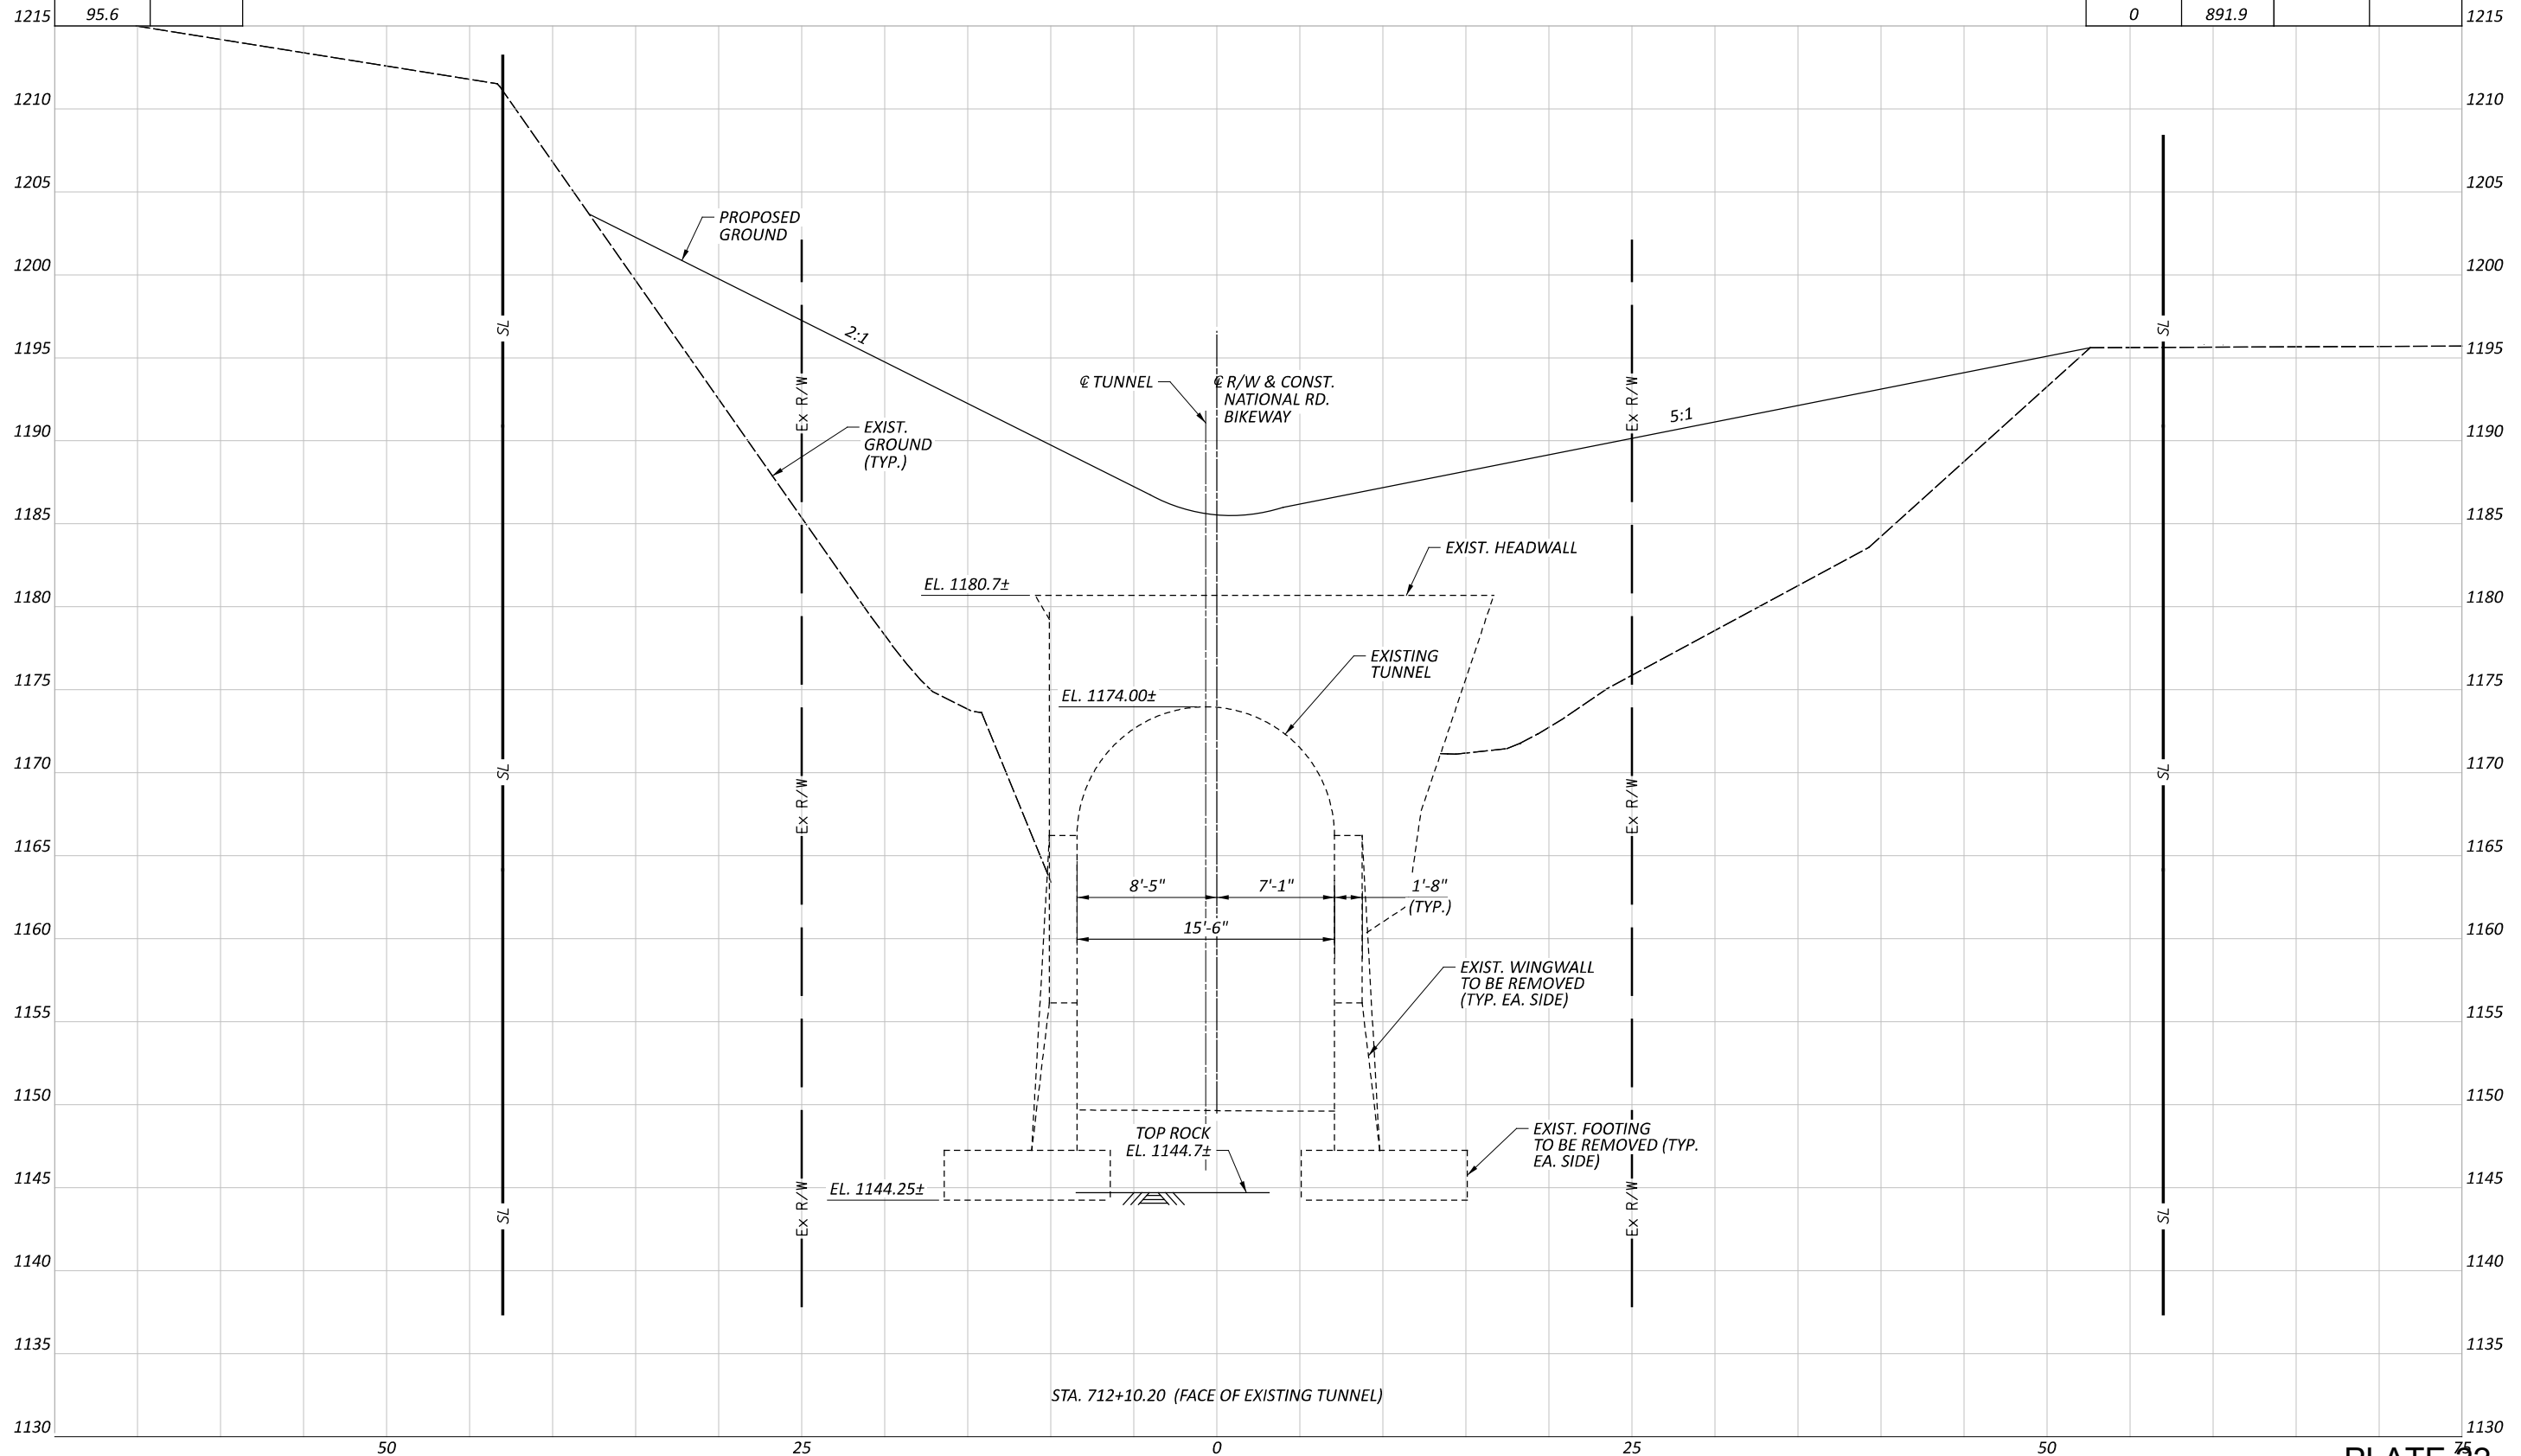 95.6
0 891.9
1215 1215
1210 1210
1205 1205
PROPOSED
GROUND
1200 1200
SL SL
2:1
1195 1195
Ex R/W Ex R/W
℄ TUNNEL
℄ R/W & CONST.
NATIONAL RD.
BIKEWAY
5:1
1190 1190
EXIST.
GROUND
(TYP.)
1185 1185
EXIST. HEADWALL
EL. 1180.7±
1180 1180
EXISTING
TUNNEL
1175 1175
EL. 1174.00±
1170 1170
SL SL
Ex R/W Ex R/W
1165 1165
8'-5" 7'-1" 1'-8"
(TYP.)
15'-6"
1160 1160
EXIST. WINGWALL
TO BE REMOVED
(TYP. EA. SIDE)
1155 1155
1150 1150
TOP ROCK
EL. 1144.7±
EXIST. FOOTING
TO BE REMOVED (TYP.
EA. SIDE)
1145 1145
EL. 1144.25±
Ex R/W Ex R/W
SL SL
1140 1140
1135 1135
STA. 712+10.20 (FACE OF EXISTING TUNNEL)
1130 1130
50 25 0 25 50 75
PLATE